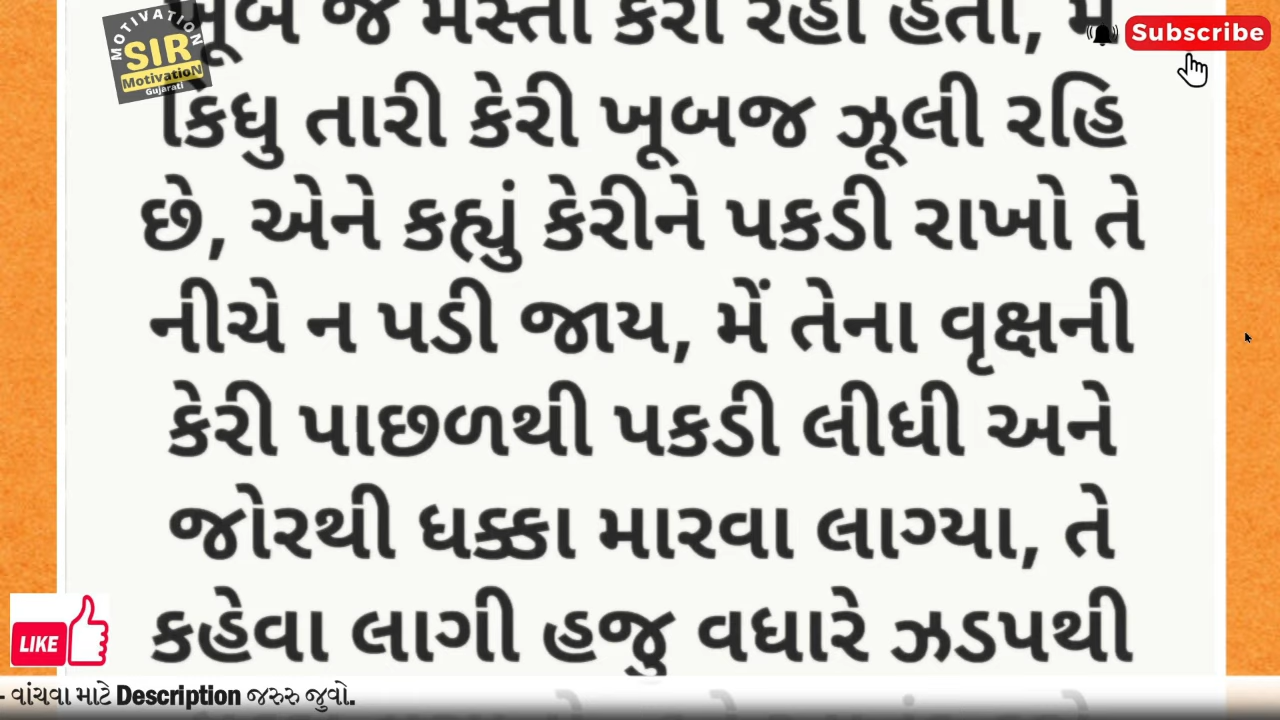 ખૂબ જ મસ્તી કરી રહી હતી, મેં
MOTIVATION
SIR
MotivatioN
Gujarati
Subscribe
કિધુ તારી કેરી ખૂબજ ઝૂલી રહિ
છે, એને કહ્યું કેરીને પકડી રાખો તે
નીચે ન પડી જાય, મેં તેના વૃક્ષની
કેરી પાછળથી પકડી લીધી અને
જોરથી ધક્કા મારવા લાગ્યા, તે
કહેવા લાગી હજુ વધારે ઝડપથી
LIKE
- વાંચવા માટે Description જરુર જુવો.